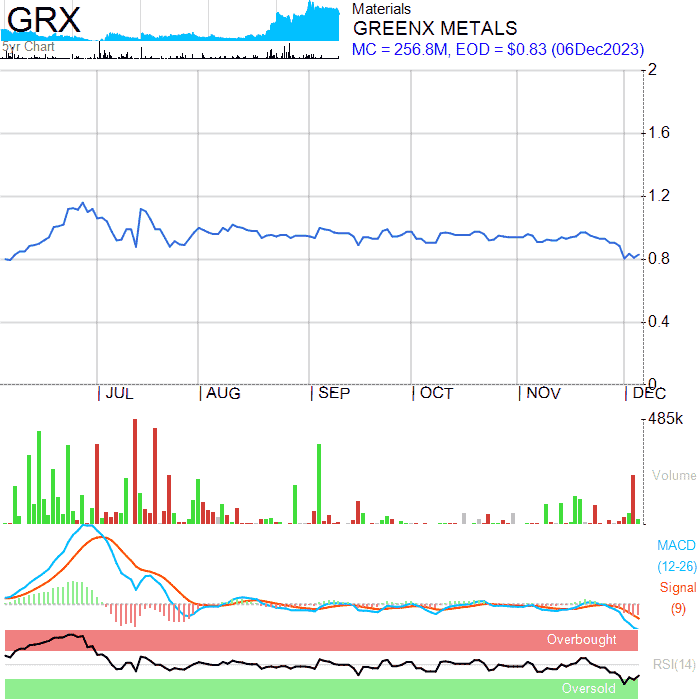 GRX
Materials
GREENX METALS
5yr Chart
MC = 256.8M, EOD = $0.83 (06Dec2023)
2
1.6
1.2
0.8
0.4
0
JUL AUG SEP OCT NOV DEC
485k
Volume
MACD
(12-26)
Signal
(9)
Overbought
RSI(14)
Oversold